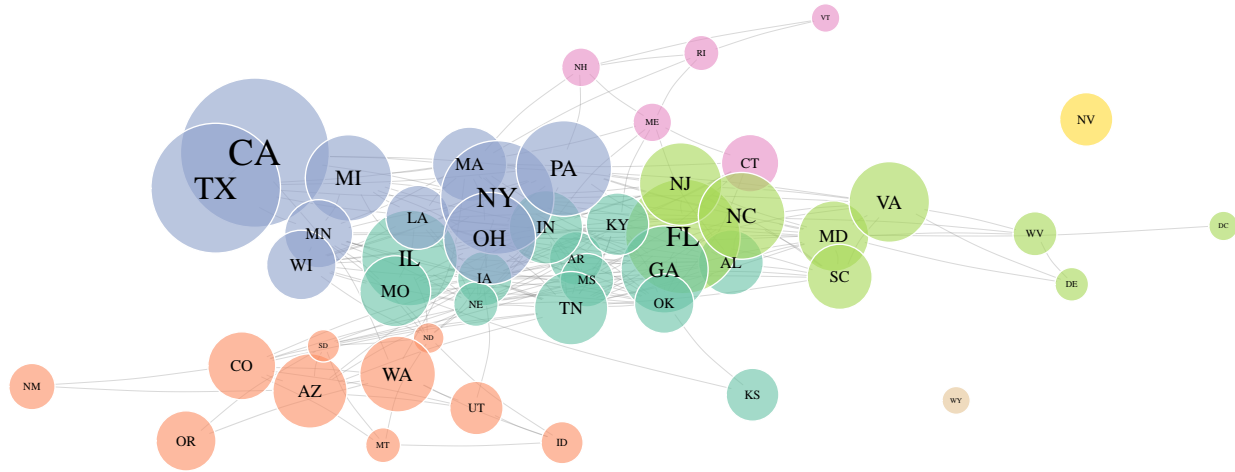 VT
RI
NH
NV
ME
CA
MA
PA
CT
MI
TX
NY
NJ
VA
LA
NC
MN
IN
KY
FL
MD
WV
DC
OH
IL
WI
AR
GA
AL
SC
IA
MS
MO
NE
TN
OK
DE
ND
SD
CO
WA
NM
AZ
KS
WY
UT
OR
MT
ID